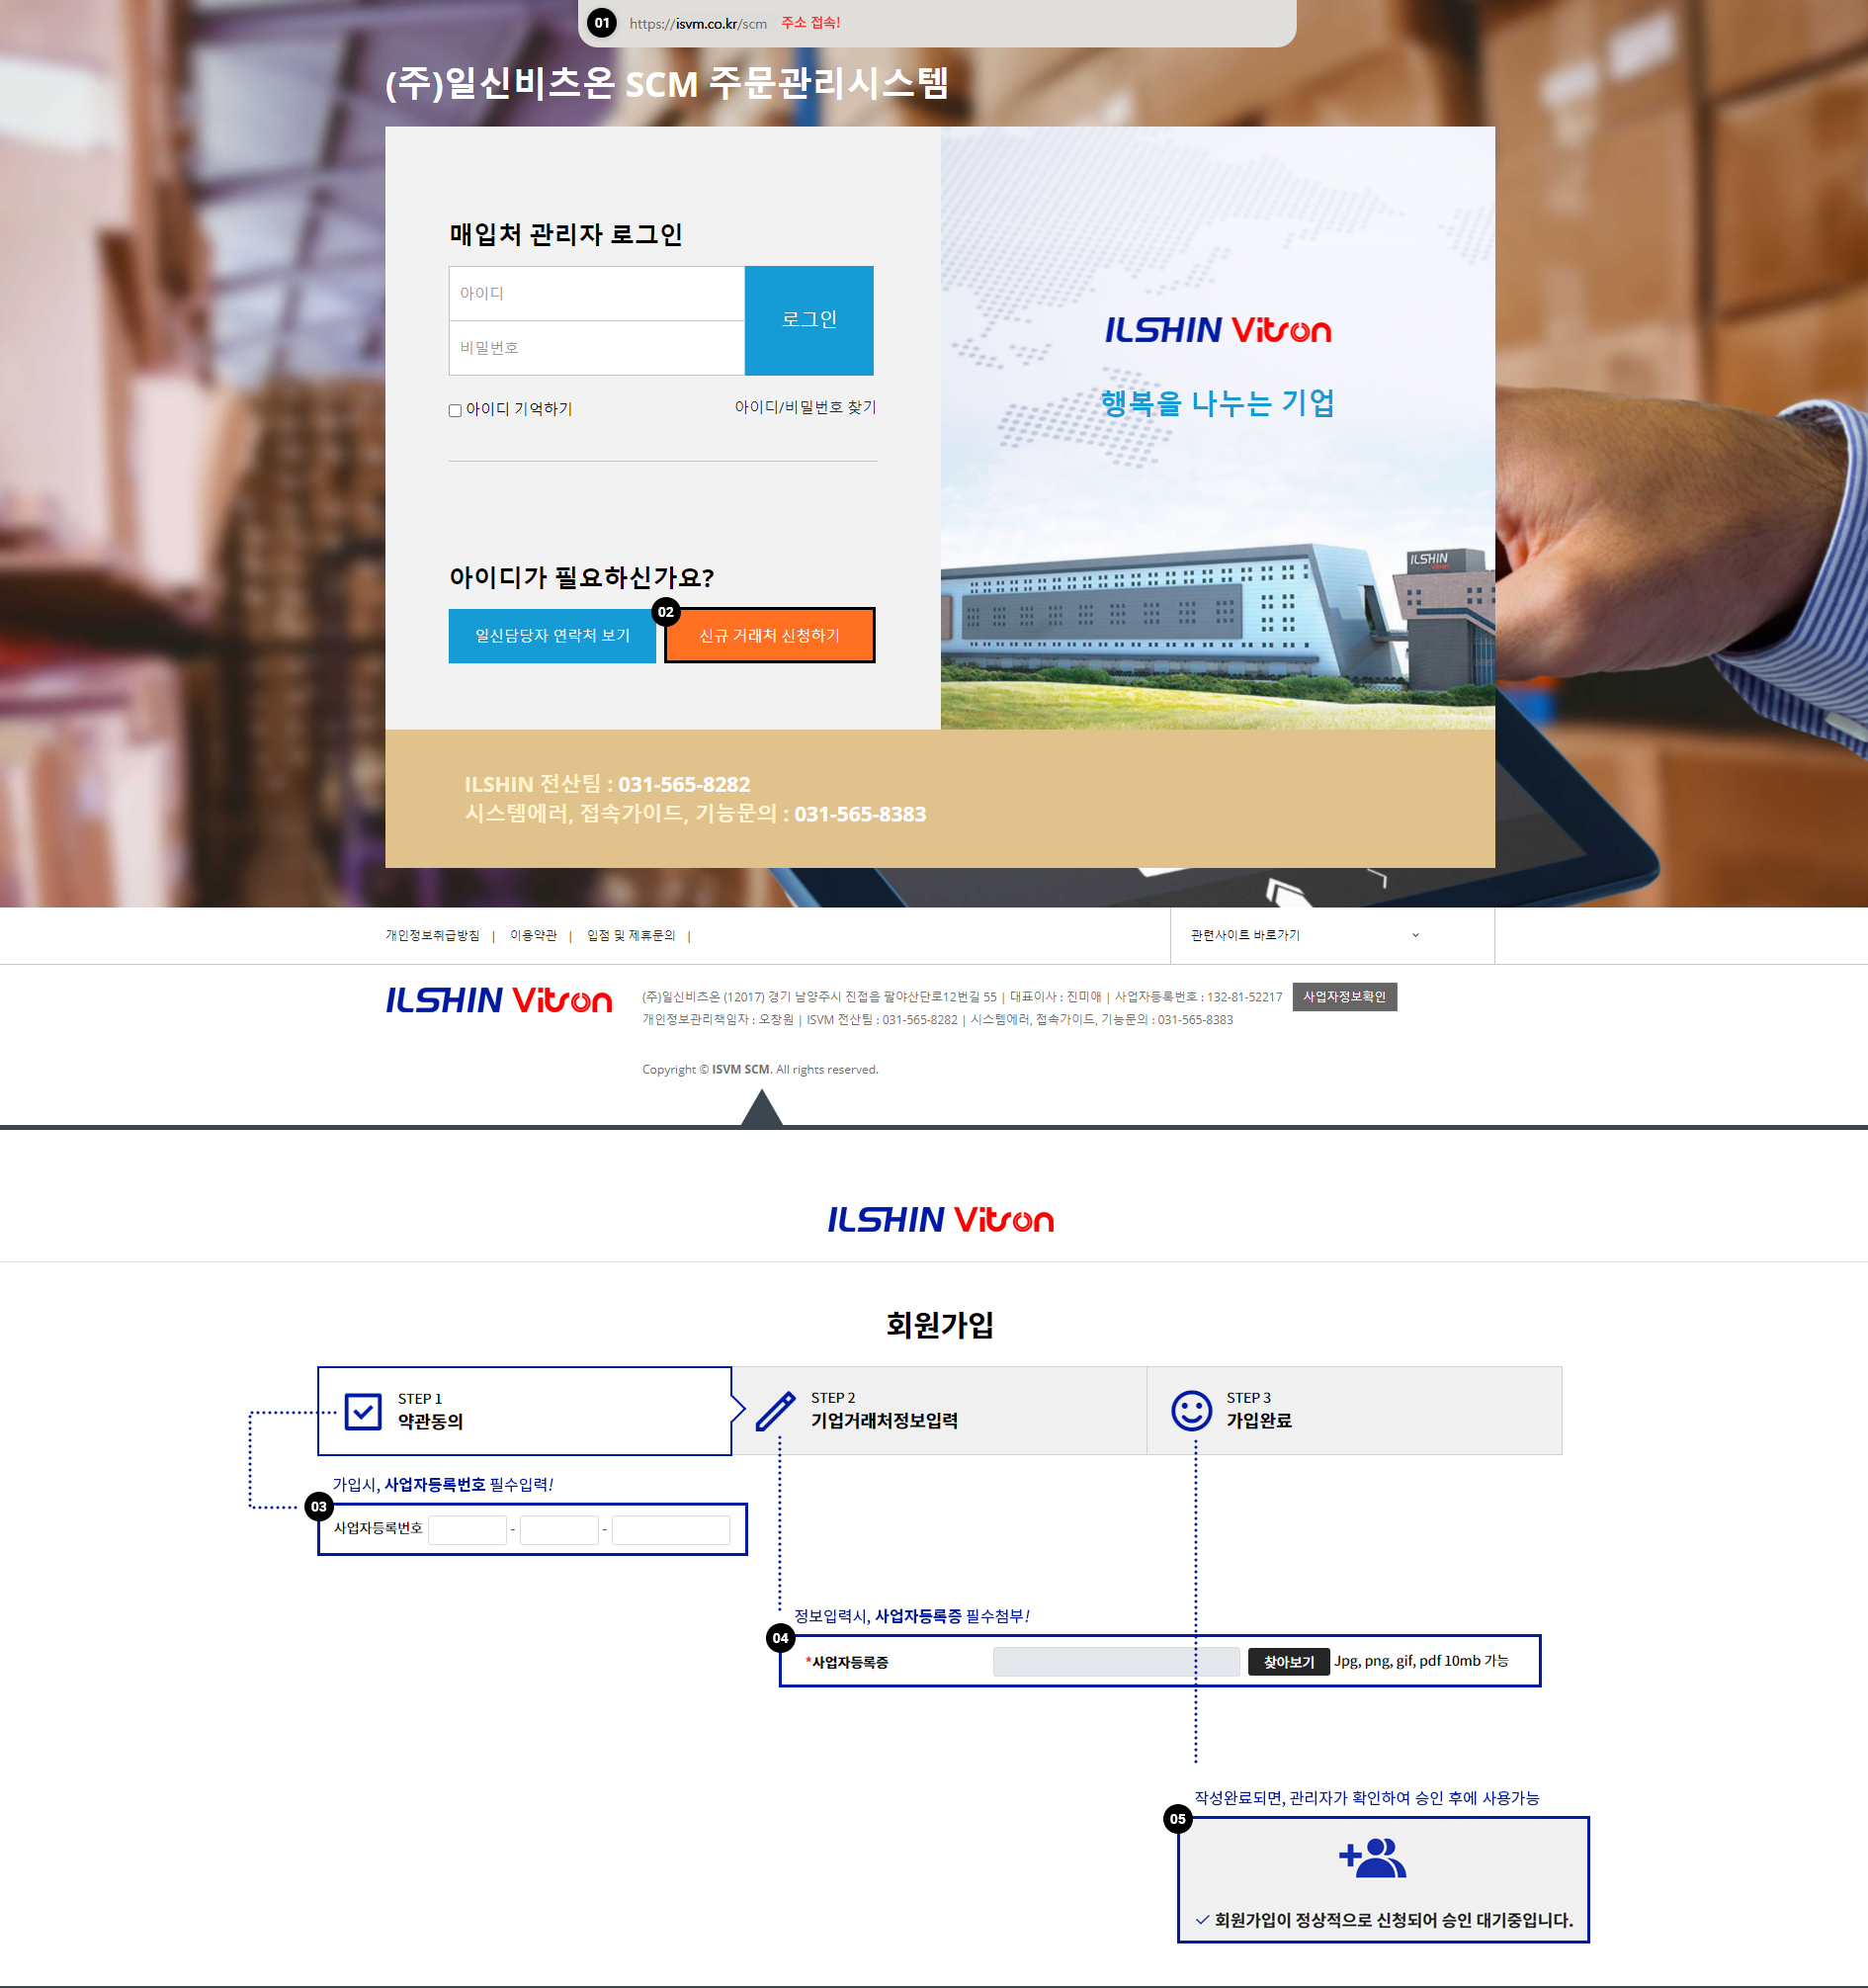 01 https://isvm.co.kr/scm 주소 접속!
(주)일신비츠온 SCM 주문관리시스템
매입처 관리자 로그인
아이디
비밀번호
로그인
아이디 기억하기
아이디/비밀번호 찾기
아이디가 필요하신가요?
일신담당자 연락처 보기
02
신규 거래처 신청하기
ILSHIN Vitron
행복을 나누는 기업
ILSHIN
Vitron
ILSHIN 전산팀 : 031-565-8282
시스템에러, 접속가이드, 기능문의 : 031-565-8383
개인정보취급방침 | 이용약관 | 입점 및 제휴문의 |
관련사이트 바로가기
ILSHIN Vitron
(주)일신비츠온 (12017) 경기 남양주시 진접읍 팔야산단로12번길 55 | 대표이사 : 진미애 | 사업자등록번호 : 132-81-52217 사업자정보확인
개인정보관리책임자 : 오창원 | ISVM 전산팀 : 031-565-8282 | 시스템에러, 접속가이드, 기능문의 : 031-565-8383
Copyright © ISVM SCM. All rights reserved.
ILSHIN Vitron
회원가입
STEP 1
약관동의
STEP 2
기업거래처정보입력
STEP 3
가입완료
가입시, 사업자등록번호 필수입력!
03
사업자등록번호 - -
정보입력시, 사업자등록증 필수첨부!
04
*사업자등록증 찾아보기 Jpg, png, gif, pdf 10mb 가능
작성완료되면, 관리자가 확인하여 승인 후에 사용가능
05
회원가입이 정상적으로 신청되어 승인 대기중입니다.